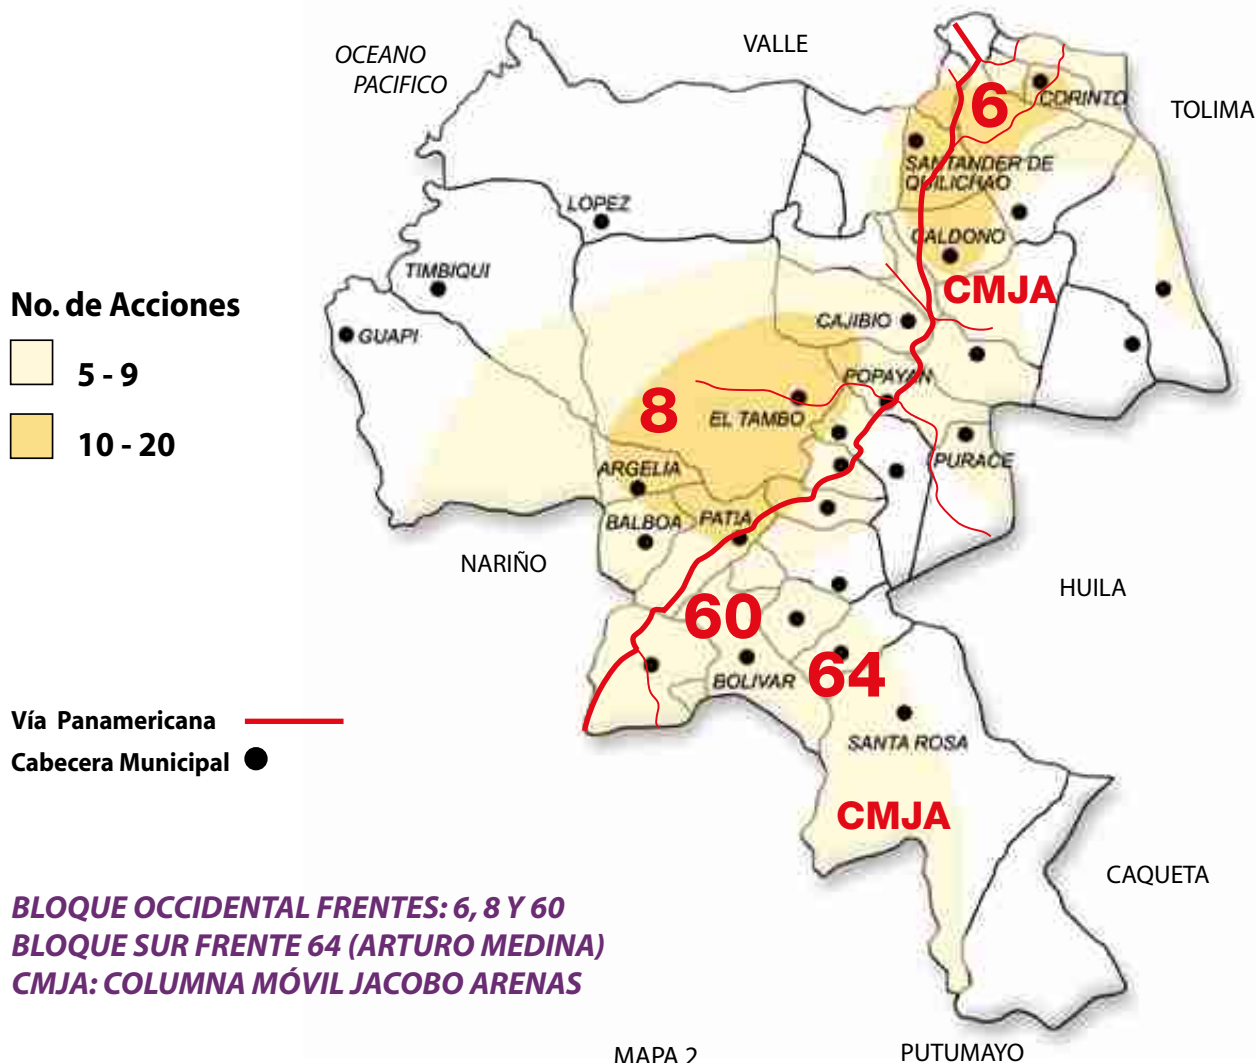 OCEANO
PACIFICO
VALLE
TOLIMA
6
CORINTO
SANTANDER DE
QUILICHAO
LOPEZ
CALDONO
TIMBIQUI
CMJA
No. de Acciones
GUAPI
CAJIBIO
5 - 9
POPAYAN
8
EL TAMBO
10 - 20
PURACE
ARGELIA
BALBOA
PATIA
NARIÑO
HUILA
60
64
BOLIVAR
Vía Panamericana
SANTA ROSA
Cabecera Municipal
CMJA
CAQUETA
BLOQUE OCCIDENTAL FRENTES: 6, 8 Y 60
BLOQUE SUR FRENTE 64 (ARTURO MEDINA)
CMJA: COLUMNA MÓVIL JACOBO ARENAS
MAPA 2
PUTUMAYO